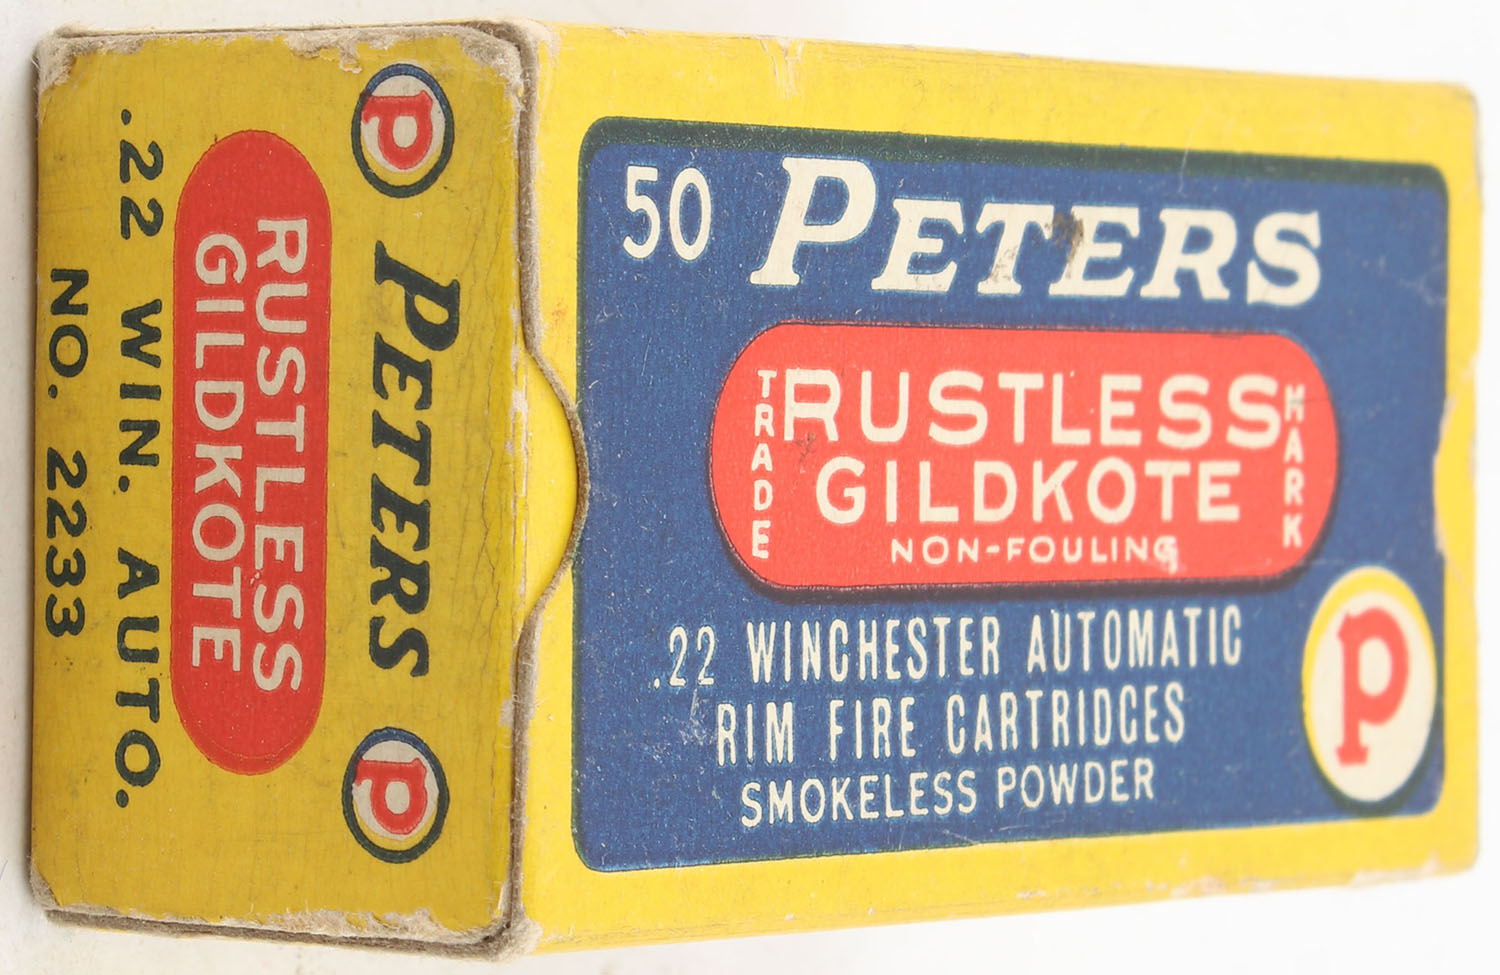 50 PETERS
TRADE RUSTLESS MARK
GILDKOTE
NON-FOULING
.22 WINCHESTER AUTOMATIC
RIM FIRE CARTRIDGES
SMOKELESS POWDER
P
P PETERS P
RUSTLESS
GILDKOTE
.22 WIN. AUTO.
NO. 2233